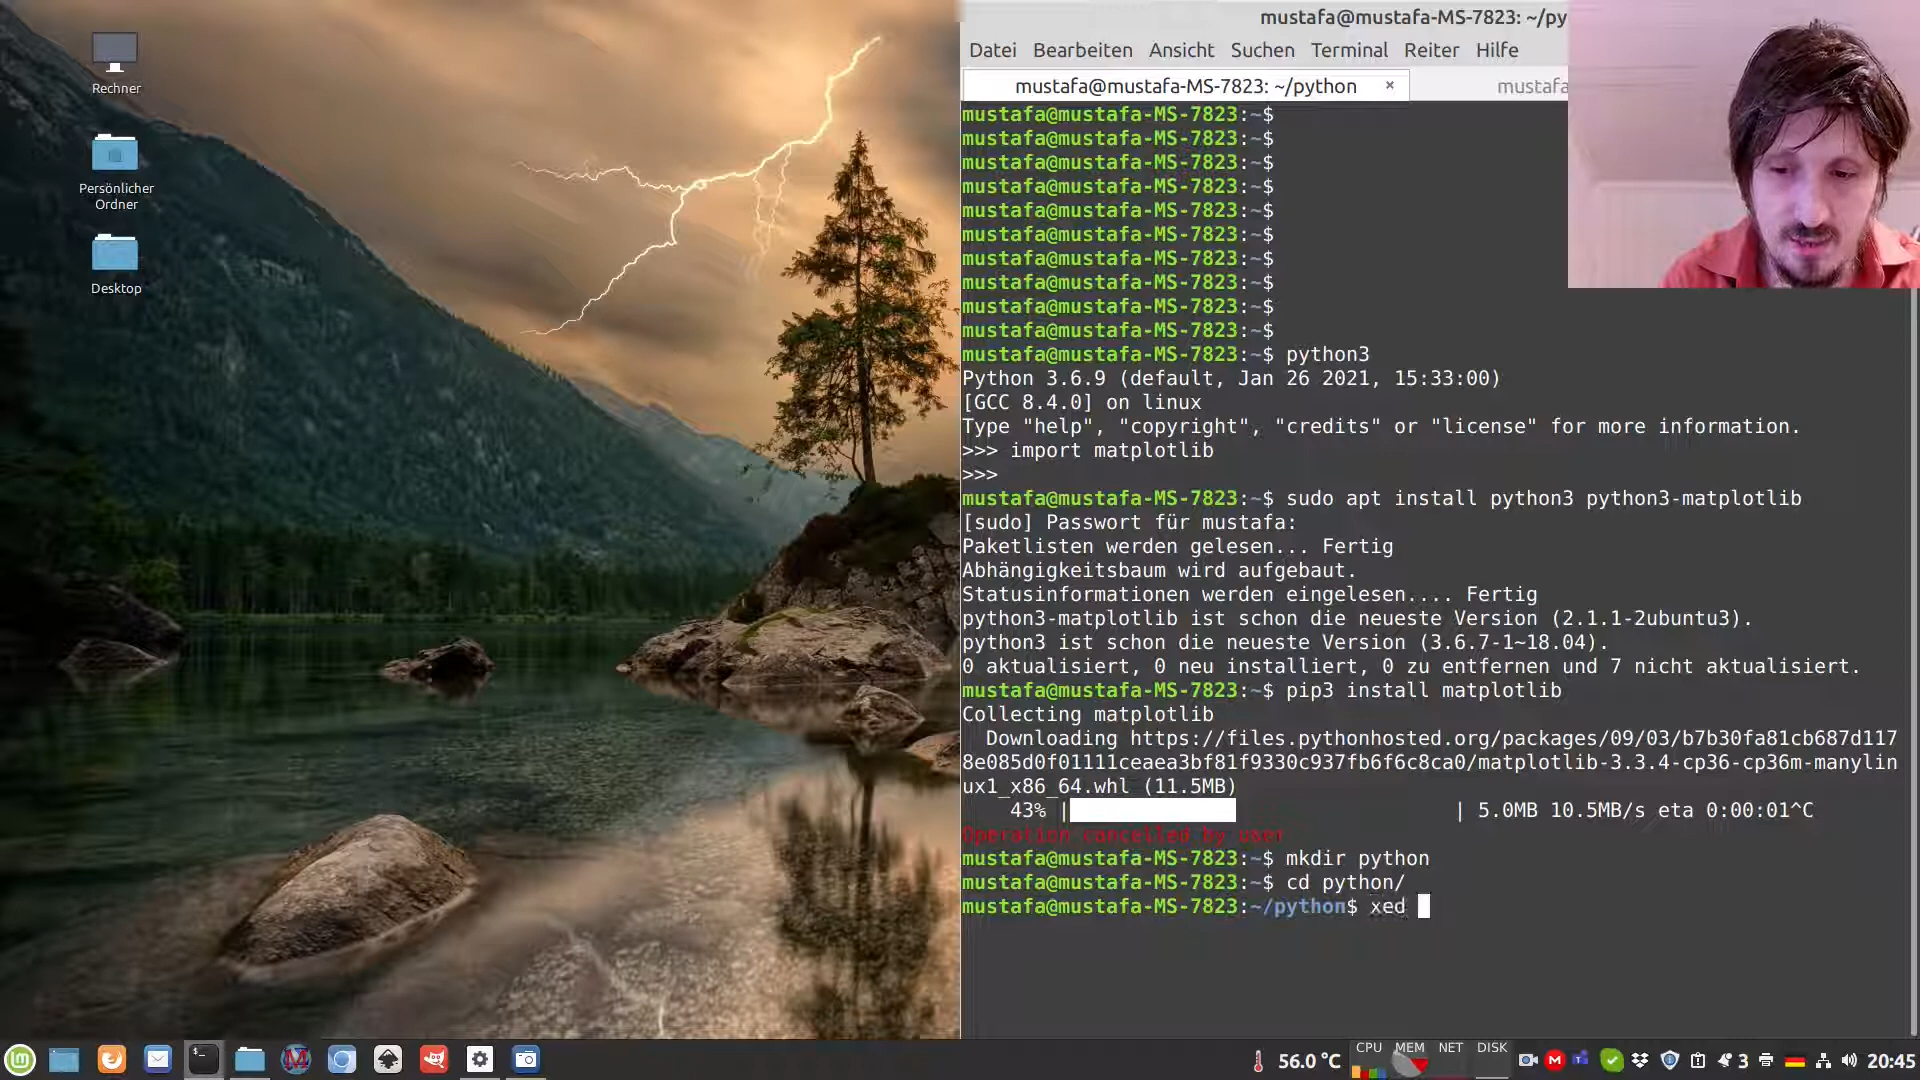 Rechner
Persönlicher
Ordner
Desktop
mustafa@mustafa-MS-7823: ~/py
Datei Bearbeiten Ansicht Suchen Terminal Reiter Hilfe
mustafa@mustafa-MS-7823: ~/python × mustafa
mustafa@mustafa-MS-7823:~$
mustafa@mustafa-MS-7823:~$
mustafa@mustafa-MS-7823:~$
mustafa@mustafa-MS-7823:~$
mustafa@mustafa-MS-7823:~$
mustafa@mustafa-MS-7823:~$
mustafa@mustafa-MS-7823:~$
mustafa@mustafa-MS-7823:~$
mustafa@mustafa-MS-7823:~$
mustafa@mustafa-MS-7823:~$
mustafa@mustafa-MS-7823:~$ python3
Python 3.6.9 (default, Jan 26 2021, 15:33:00)
[GCC 8.4.0] on linux
Type "help", "copyright", "credits" or "license" for more information.
>>> import matplotlib
>>>
mustafa@mustafa-MS-7823:~$ sudo apt install python3 python3-matplotlib
[sudo] Passwort für mustafa:
Paketlisten werden gelesen... Fertig
Abhängigkeitsbaum wird aufgebaut.
Statusinformationen werden eingelesen.... Fertig
python3-matplotlib ist schon die neueste Version (2.1.1-2ubuntu3).
python3 ist schon die neueste Version (3.6.7-1~18.04).
0 aktualisiert, 0 neu installiert, 0 zu entfernen und 7 nicht aktualisiert.
mustafa@mustafa-MS-7823:~$ pip3 install matplotlib
Collecting matplotlib
Downloading https://files.pythonhosted.org/packages/09/03/b7b30fa81cb687d117
8e085d0f01111ceaea3bf81f9330c937fb6f6c8ca0/matplotlib-3.3.4-cp36-cp36m-manylin
ux1_x86_64.whl (11.5MB)
43% | | 5.0MB 10.5MB/s eta 0:00:01^C
Operation cancelled by user
mustafa@mustafa-MS-7823:~$ mkdir python
mustafa@mustafa-MS-7823:~$ cd python/
mustafa@mustafa-MS-7823:~/python$ xed
56.0 °C CPU MEM NET DISK 3 20:45